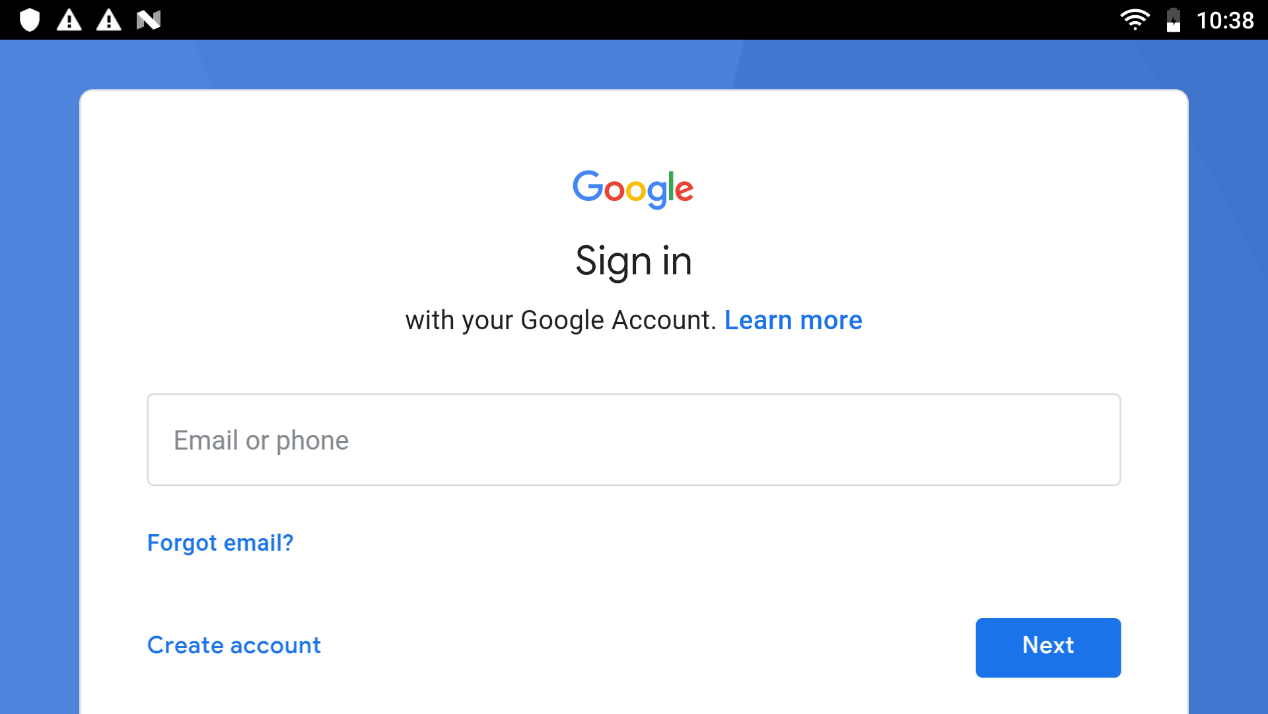 10:38
Google
Sign in
with your Google Account. Learn more
Email or phone
Forgot email?
Create account
Next